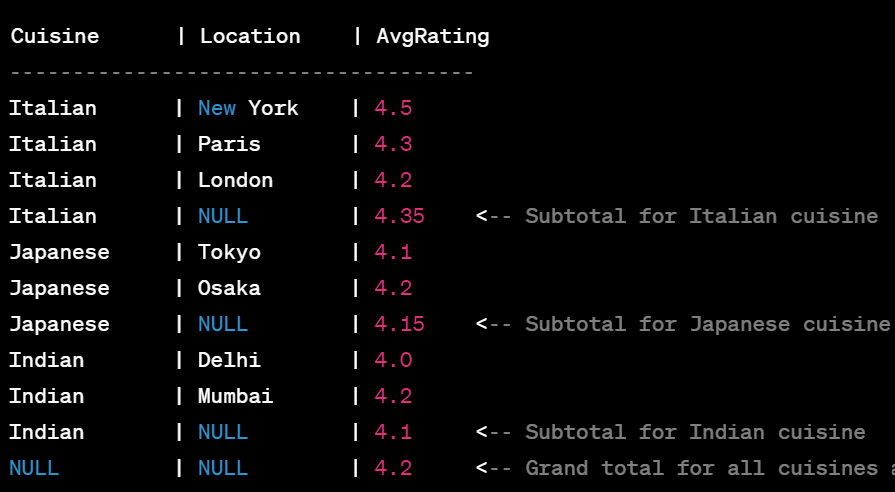 Cuisine | Location | AvgRating
-------------------------------------
Italian | New York | 4.5
Italian | Paris | 4.3
Italian | London | 4.2
Italian | NULL | 4.35 <-- Subtotal for Italian cuisine
Japanese | Tokyo | 4.1
Japanese | Osaka | 4.2
Japanese | NULL | 4.15 <-- Subtotal for Japanese cuisine
Indian | Delhi | 4.0
Indian | Mumbai | 4.2
Indian | NULL | 4.1 <-- Subtotal for Indian cuisine
NULL | NULL | 4.2 <-- Grand total for all cuisines